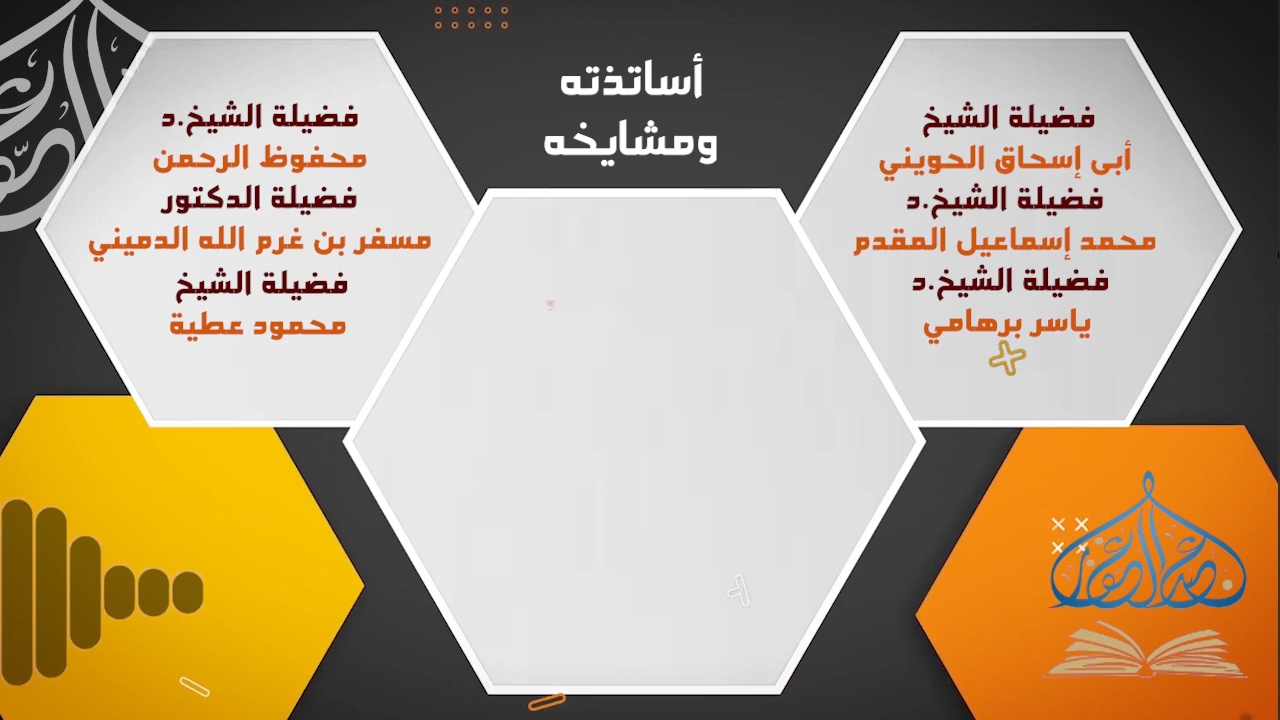 أساتذته
ومشايخه
فضيلة الشيخ
أبى إسحاق الحويني
فضيلة الشيخ.د
محمد إسماعيل المقدم
فضيلة الشيخ.د
ياسر برهامي
فضيلة الشيخ.د
محفوظ الرحمن
فضيلة الدكتور
مسفر بن غرم الله الدميني
فضيلة الشيخ
محمود عطية